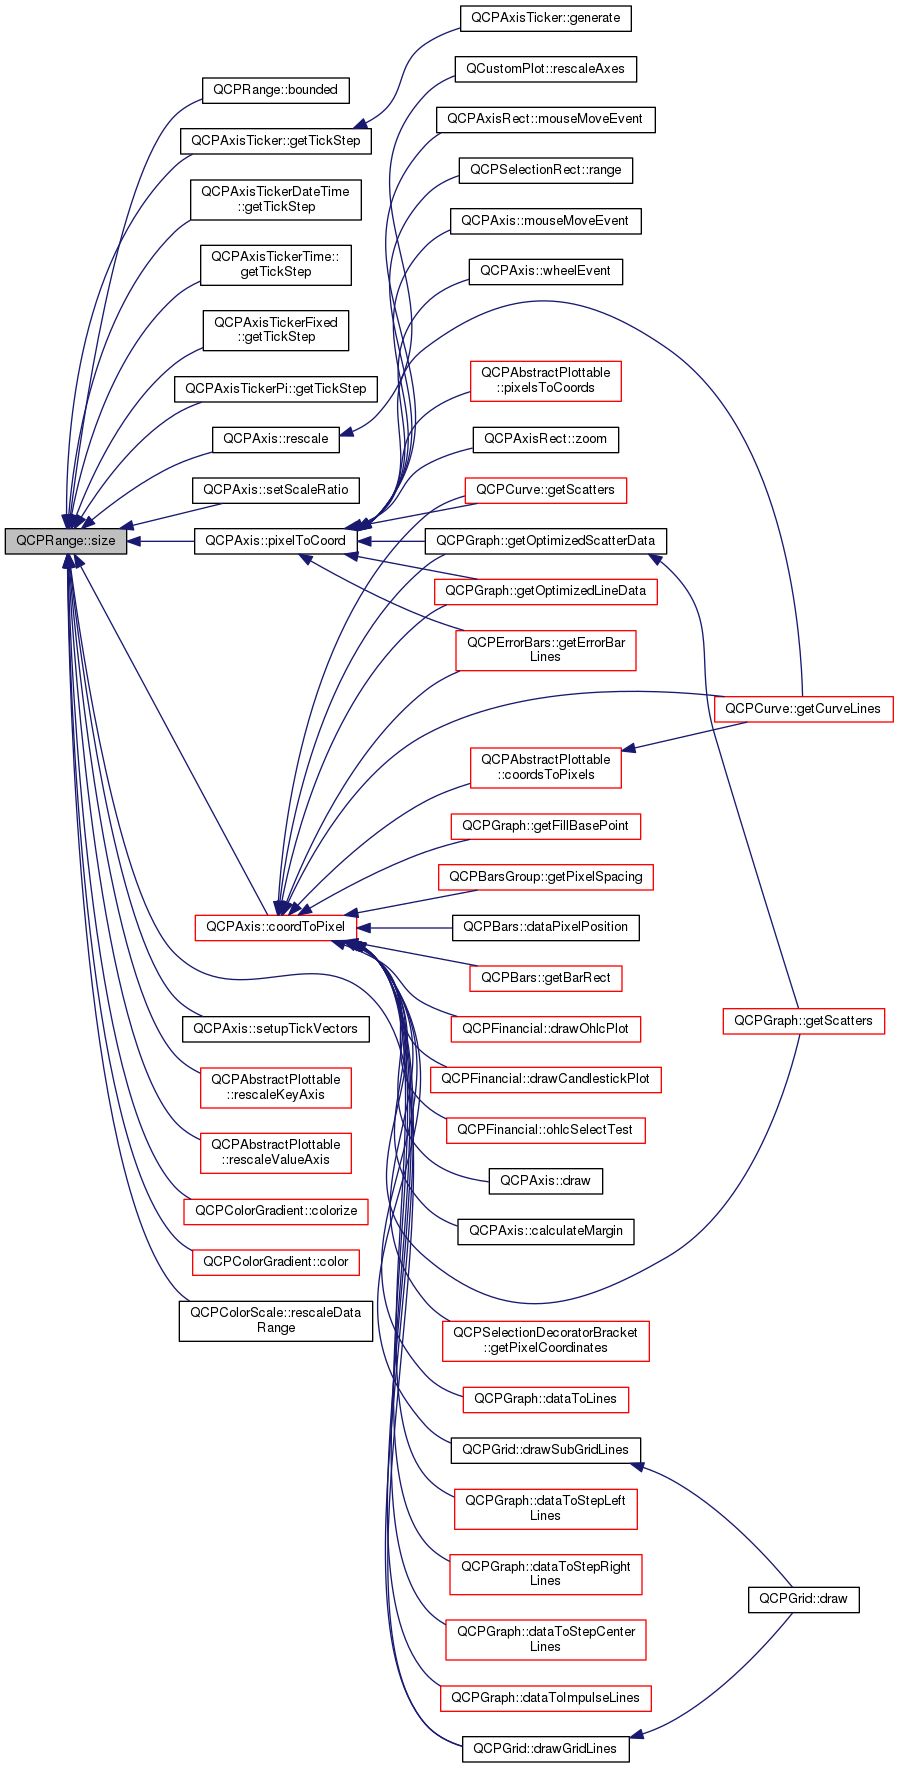 QCPRange::size
QCPRange::bounded
QCPAxisTicker::getTickStep
QCPAxisTickerDateTime
::getTickStep
QCPAxisTickerTime::
getTickStep
QCPAxisTickerFixed
::getTickStep
QCPAxisTickerPi::getTickStep
QCPAxis::rescale
QCPAxis::setScaleRatio
QCPAxis::pixelToCoord
QCPAxis::coordToPixel
QCPAxis::setupTickVectors
QCPAbstractPlottable
::rescaleKeyAxis
QCPAbstractPlottable
::rescaleValueAxis
QCPColorGradient::colorize
QCPColorGradient::color
QCPColorScale::rescaleData
Range
QCPAxisTicker::generate
QCustomPlot::rescaleAxes
QCPAxisRect::mouseMoveEvent
QCPSelectionRect::range
QCPAxis::mouseMoveEvent
QCPAxis::wheelEvent
QCPAbstractPlottable
::pixelsToCoords
QCPAxisRect::zoom
QCPCurve::getScatters
QCPGraph::getOptimizedScatterData
QCPGraph::getOptimizedLineData
QCPErrorBars::getErrorBar
Lines
QCPAbstractPlottable
::coordsToPixels
QCPGraph::getFillBasePoint
QCPBarsGroup::getPixelSpacing
QCPBars::dataPixelPosition
QCPBars::getBarRect
QCPFinancial::drawOhlcPlot
QCPFinancial::drawCandlestickPlot
QCPFinancial::ohlcSelectTest
QCPAxis::draw
QCPAxis::calculateMargin
QCPSelectionDecoratorBracket
::getPixelCoordinates
QCPGraph::dataToLines
QCPGrid::drawSubGridLines
QCPGraph::dataToStepLeft
Lines
QCPGraph::dataToStepRight
Lines
QCPGraph::dataToStepCenter
Lines
QCPGraph::dataToImpulseLines
QCPGrid::drawGridLines
QCPCurve::getCurveLines
QCPGraph::getScatters
QCPGrid::draw